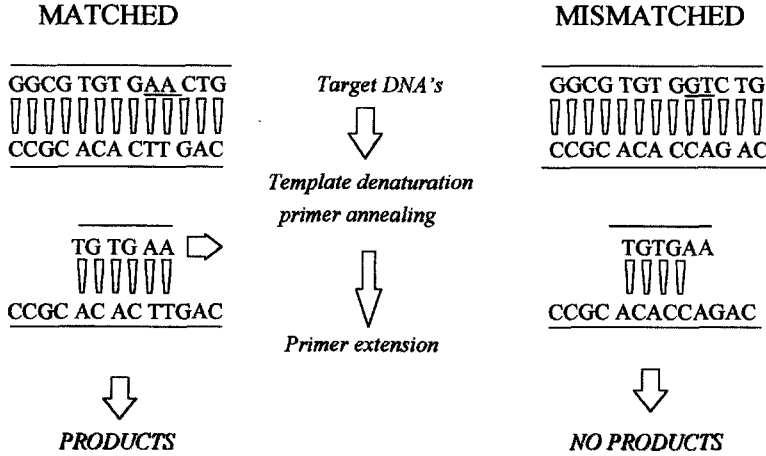 MATCHED
GGCG TGT GAA CTG
CCGC ACA CTT GAC
TG TG AA
CCGC AC AC TTGAC
PRODUCTS
Target DNA's
Template denaturation
primer annealing
Primer extension
MISMATCHED
GGCG TGT GGTC TG
CCGC ACA CCAG AC
TGTGAA
CCGC ACACCAGAC
NO PRODUCTS